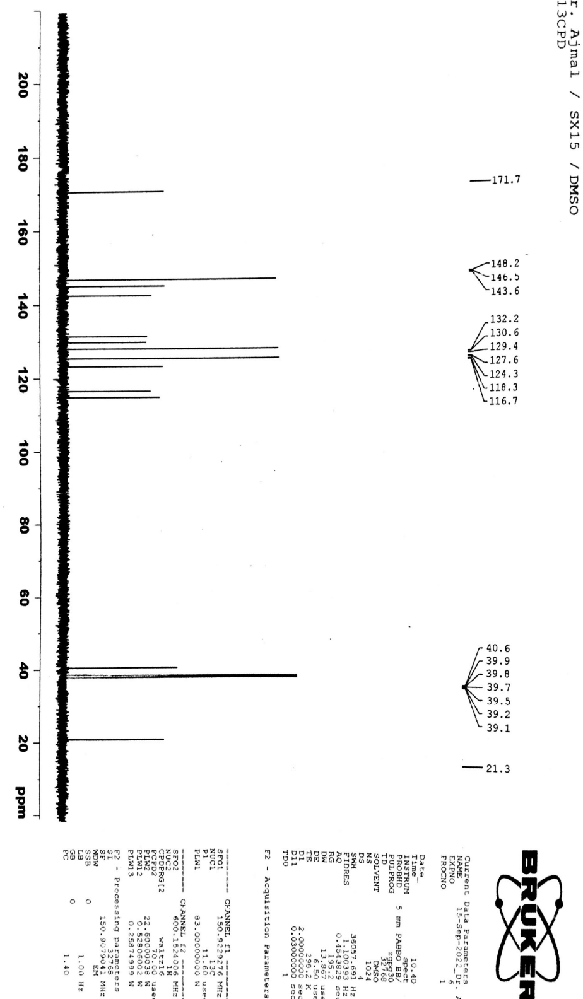 r. Ajmal / SX15 / DMSO
13CPD
171.7
148.2
146.5
143.6
132.2
130.6
129.4
127.6
124.3
118.3
116.7
40.6
39.9
39.8
39.7
39.5
39.2
39.1
21.3
200
180
160
140
120
100
80
60
40
20
ppm
BRUKER
Current Data Parameters
NAME 15-Sep-2022_Dr. A
EXPNO 6
PROCNO 1
F2 - Acquisition Parameters
Date_
Time_ 10.40
INSTRUM spect
PROBHD 5 mm PABBO BB/
PULPROG zgpg30
TD 32768
SOLVENT DMSO
NS 1024
DS 4
SWH 36057.691 Hz
FIDRES 1.100393 Hz
AQ 0.4543829 sec
RG 195.2
DW 13.867 use
DE 6.50 use
TE 298.2 K
D1 2.00000000 sec
D11 0.03000000 sec
TD0 1
======== CHANNEL f1 ========
SFO1 150.9229276 MHz
NUC1 13C
P1 11.60 usec
PLW1 83.00000000 W
======== CHANNEL f2 ========
SFO2 600.1524006 MHz
NUC2 1H
CPDPRG[2 waltz16
PCPD2 70.00 usec
PLW2 22.60000038 W
PLW12 0.52806002 W
PLW13 0.25874999 W
F2 - Processing parameters
SI 32768
SF 150.9079041 MHz
WDW EM
SSB 0
LB 1.00 Hz
GB 0
PC 1.40